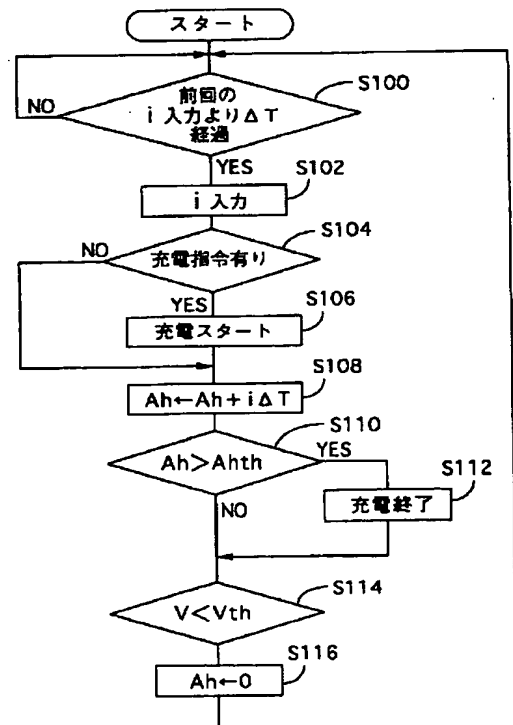 スタート
S100
前回の
i 入力よりΔT
経過
NO
YES
S102
i 入力
S104
NO
充電指令有り
YES
S106
充電スタート
S108
Ah←Ah+iΔT
S110
Ah>Ahth
YES
S112
充電終了
NO
S114
V<Vth
S116
Ah←0